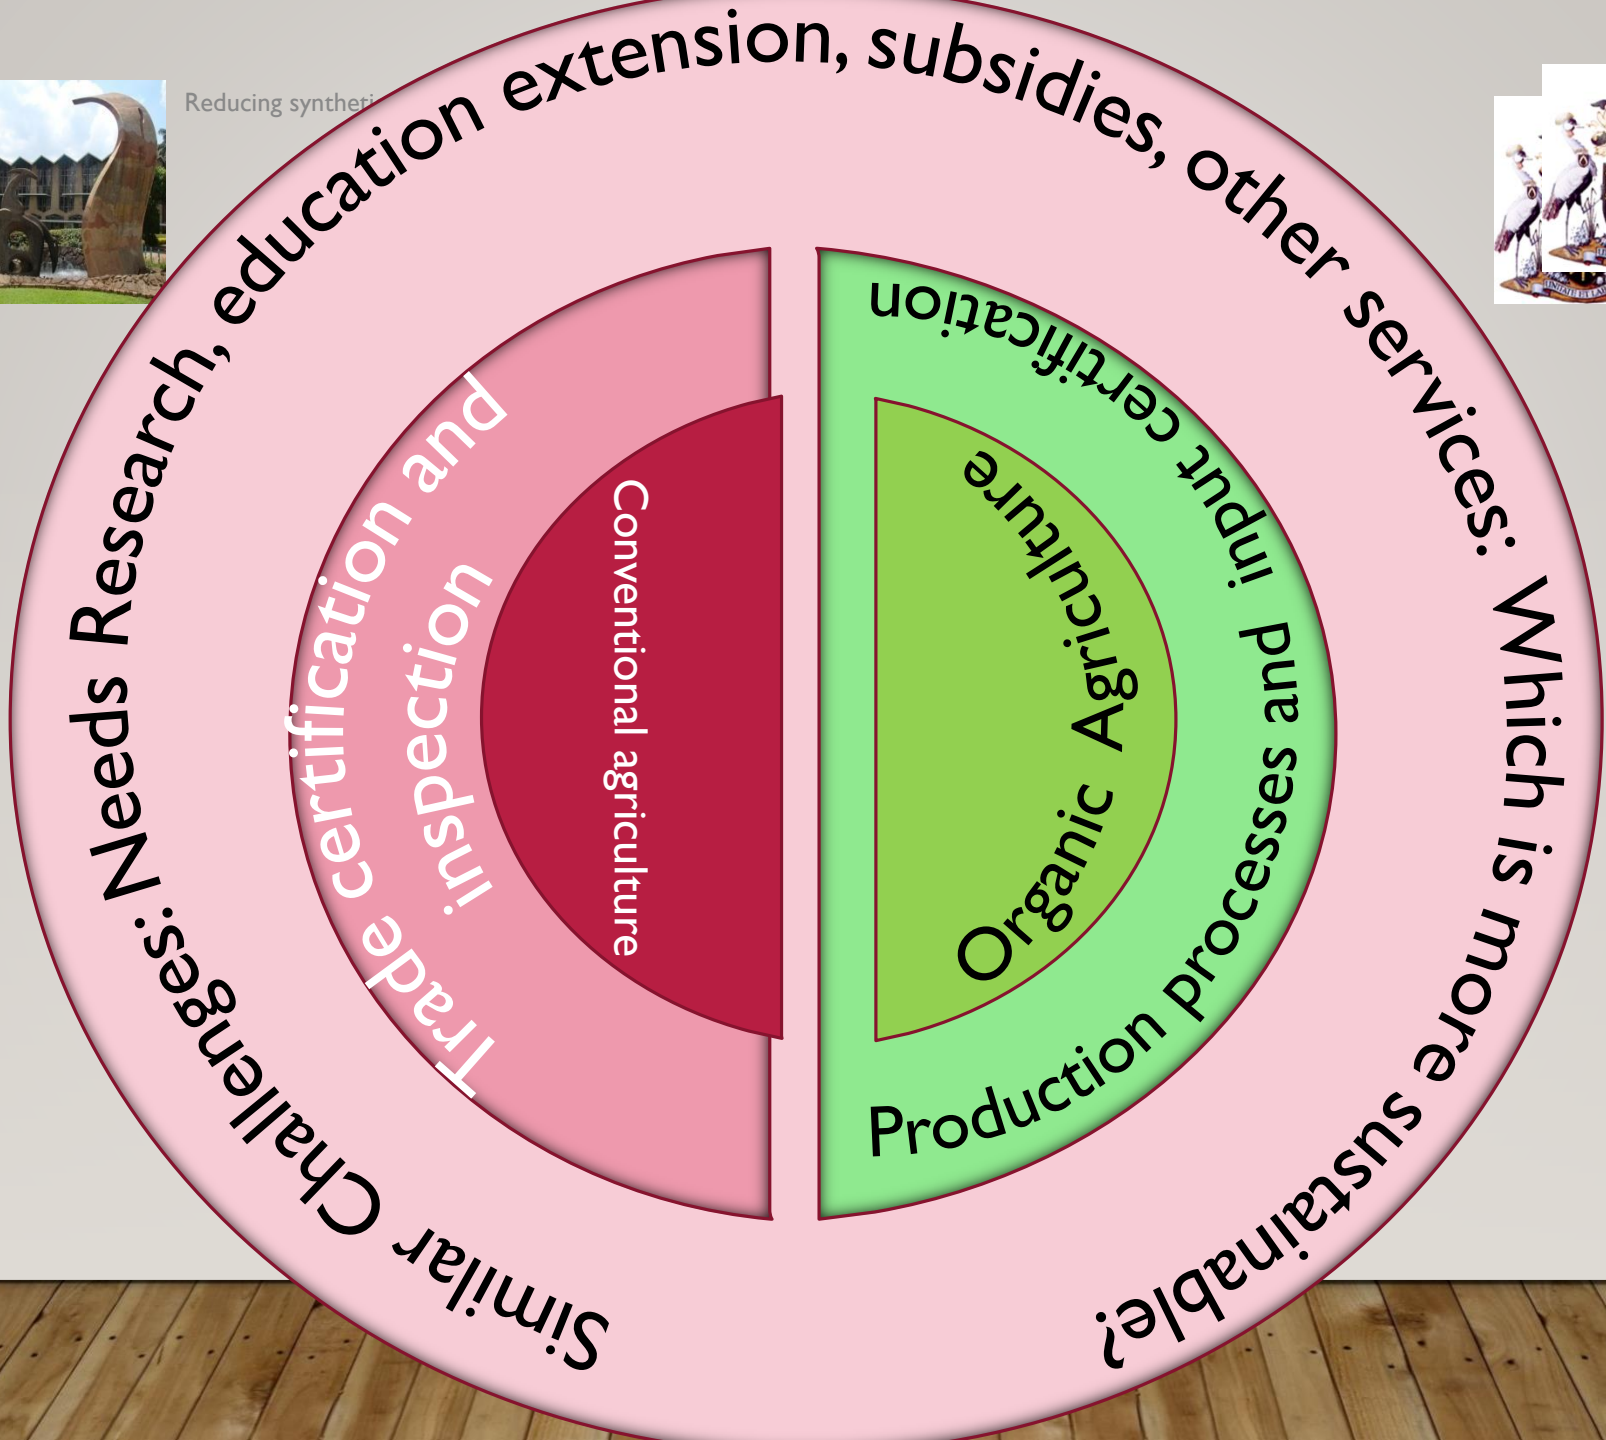 Reducing syntheti
Similar Challenges: Needs Research, education extension, subsidies, other services: Which is more sustainable?
Trade certification and
inspection
Conventional agriculture
Organic Agriculture
Production processes and input certification